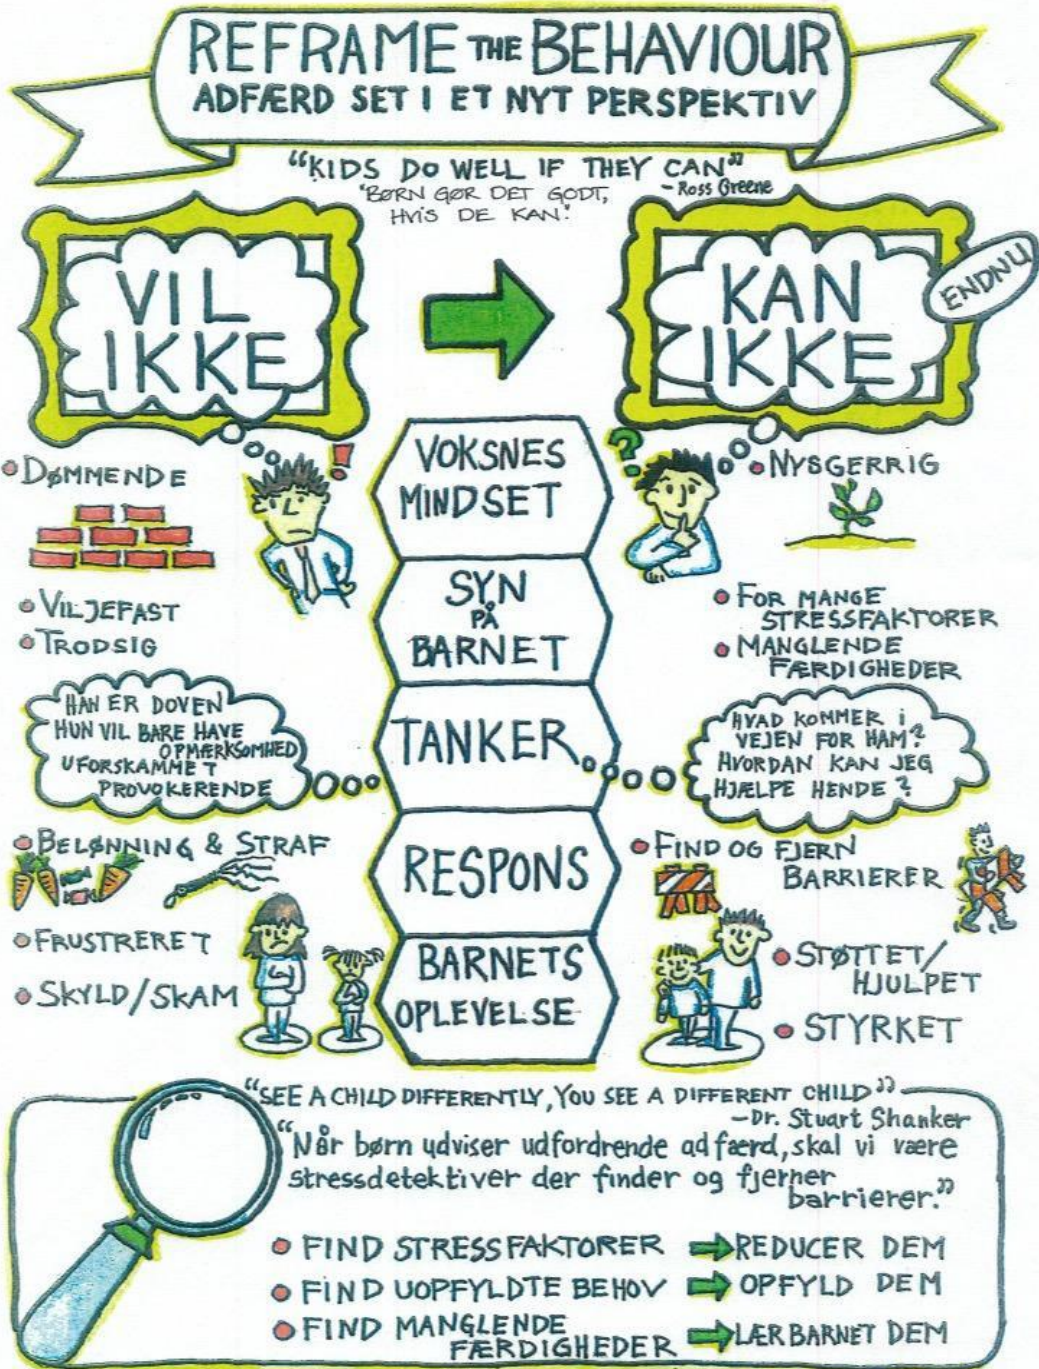 REFRAME THE BEHAVIOUR
ADFÆRD SET I ET NYT PERSPEKTIV
"KIDS DO WELL IF THEY CAN"
- Ross Greene
"BØRN GØR DET GODT,
HVIS DE KAN."
VIL
IKKE
KAN
IKKE
ENDNU
VOKSNES
MINDSET
• DØMMENDE
!
?
• NYSGERRIG
SYN
PÅ
BARNET
• VILJEFAST
• TRODSIG
• FOR MANGE
STRESSFAKTORER
• MANGLENDE
FÆRDIGHEDER
TANKER
HAN ER DOVEN
HUN VIL BARE HAVE
OPMÆRKSOMHED
UFORSKAMMET
PROVOKERENDE
HVAD KOMMER i
VEJEN FOR HAM?
HVORDAN KAN JEG
HJÆLPE HENDE?
RESPONS
• BELØNNING & STRAF
• FIND OG FJERN
BARRIERER
BARNETS
OPLEVELSE
• FRUSTRERET
• SKYLD/SKAM
• STØTTET/
HJULPET
• STYRKET
"SEE A CHILD DIFFERENTLY, YOU SEE A DIFFERENT CHILD"
-Dr. Stuart Shanker
"Når børn udviser udfordrende adfærd, skal vi være
stressdetektiver der finder og fjerner
barrierer."
• FIND STRESSFAKTORER ➡ REDUCER DEM
• FIND UOPFYLDTE BEHOV ➡ OPFYLD DEM
• FIND MANGLENDE
FÆRDIGHEDER ➡ LÆR BARNET DEM